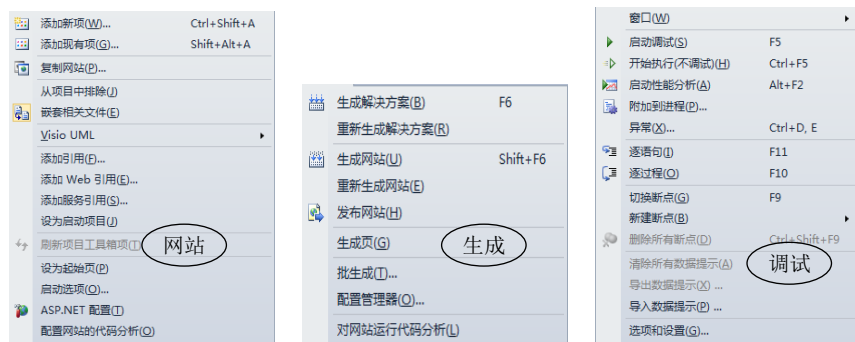 添加新项(W)... Ctrl+Shift+A
添加现有项(G)... Shift+Alt+A
复制网站(P)...
从项目中排除(J)
嵌套相关文件(E)
Visio UML
添加引用(F)...
添加 Web 引用(E)...
添加服务引用(S)...
设为启动项目(J)
刷新项目工具箱项(T)
网站
设为起始页(P)
启动选项(O)...
ASP.NET 配置(T)
配置网站的代码分析(O)
生成解决方案(B) F6
重新生成解决方案(R)
生成网站(U) Shift+F6
重新生成网站(E)
发布网站(H)
生成页(G)
生成
批生成(T)...
配置管理器(O)...
对网站运行代码分析(L)
窗口(W)
启动调试(S) F5
开始执行(不调试)(H) Ctrl+F5
启动性能分析(A) Alt+F2
附加到进程(P)...
异常(X)... Ctrl+D, E
逐语句(I) F11
逐过程(O) F10
切换断点(G) F9
新建断点(B)
删除所有断点(D) Ctrl+Shift+F9
清除所有数据提示(A)
调试
导出数据提示(X) ...
导入数据提示(P) ...
选项和设置(G)...